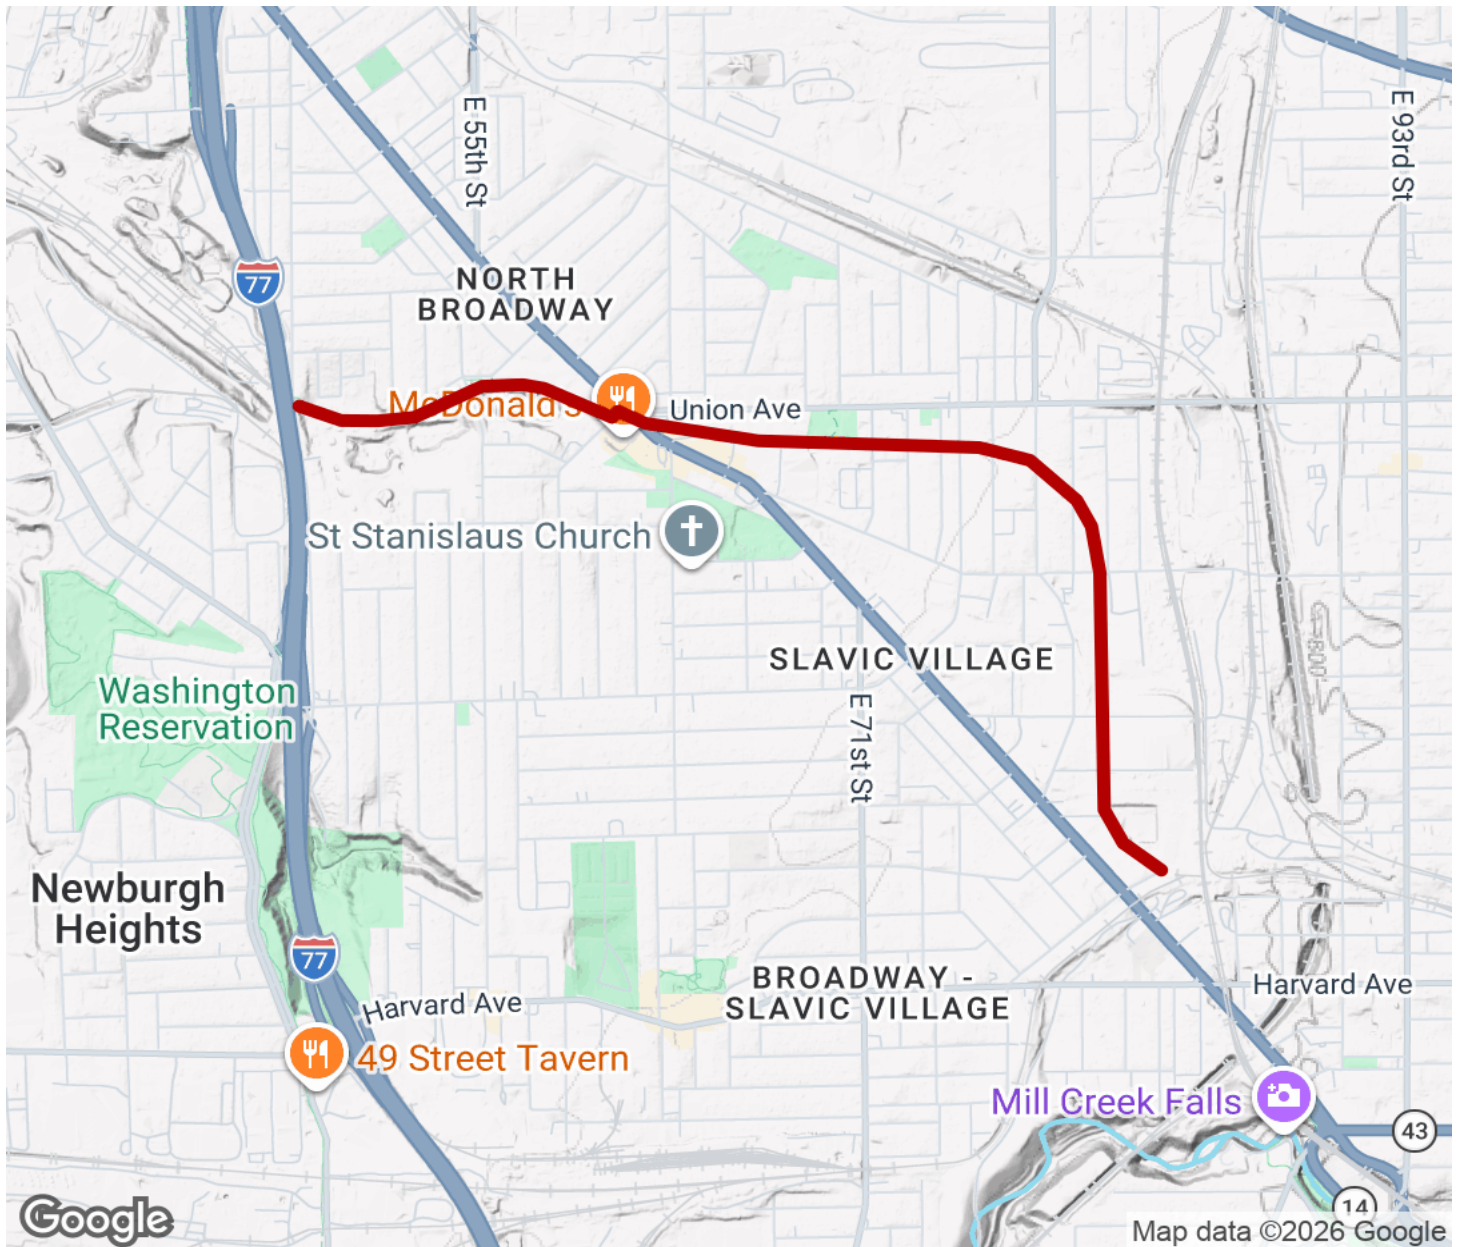 E 55th St
E 93rd St
77
NORTH
BROADWAY
McDonald's
Union Ave
St Stanislaus Church
SLAVIC VILLAGE
Washington
Reservation
E 71st St
Newburgh
Heights
77
BROADWAY -
SLAVIC VILLAGE
Harvard Ave
Harvard Ave
49 Street Tavern
Mill Creek Falls
43
14
Google
Map data ©2026 Google